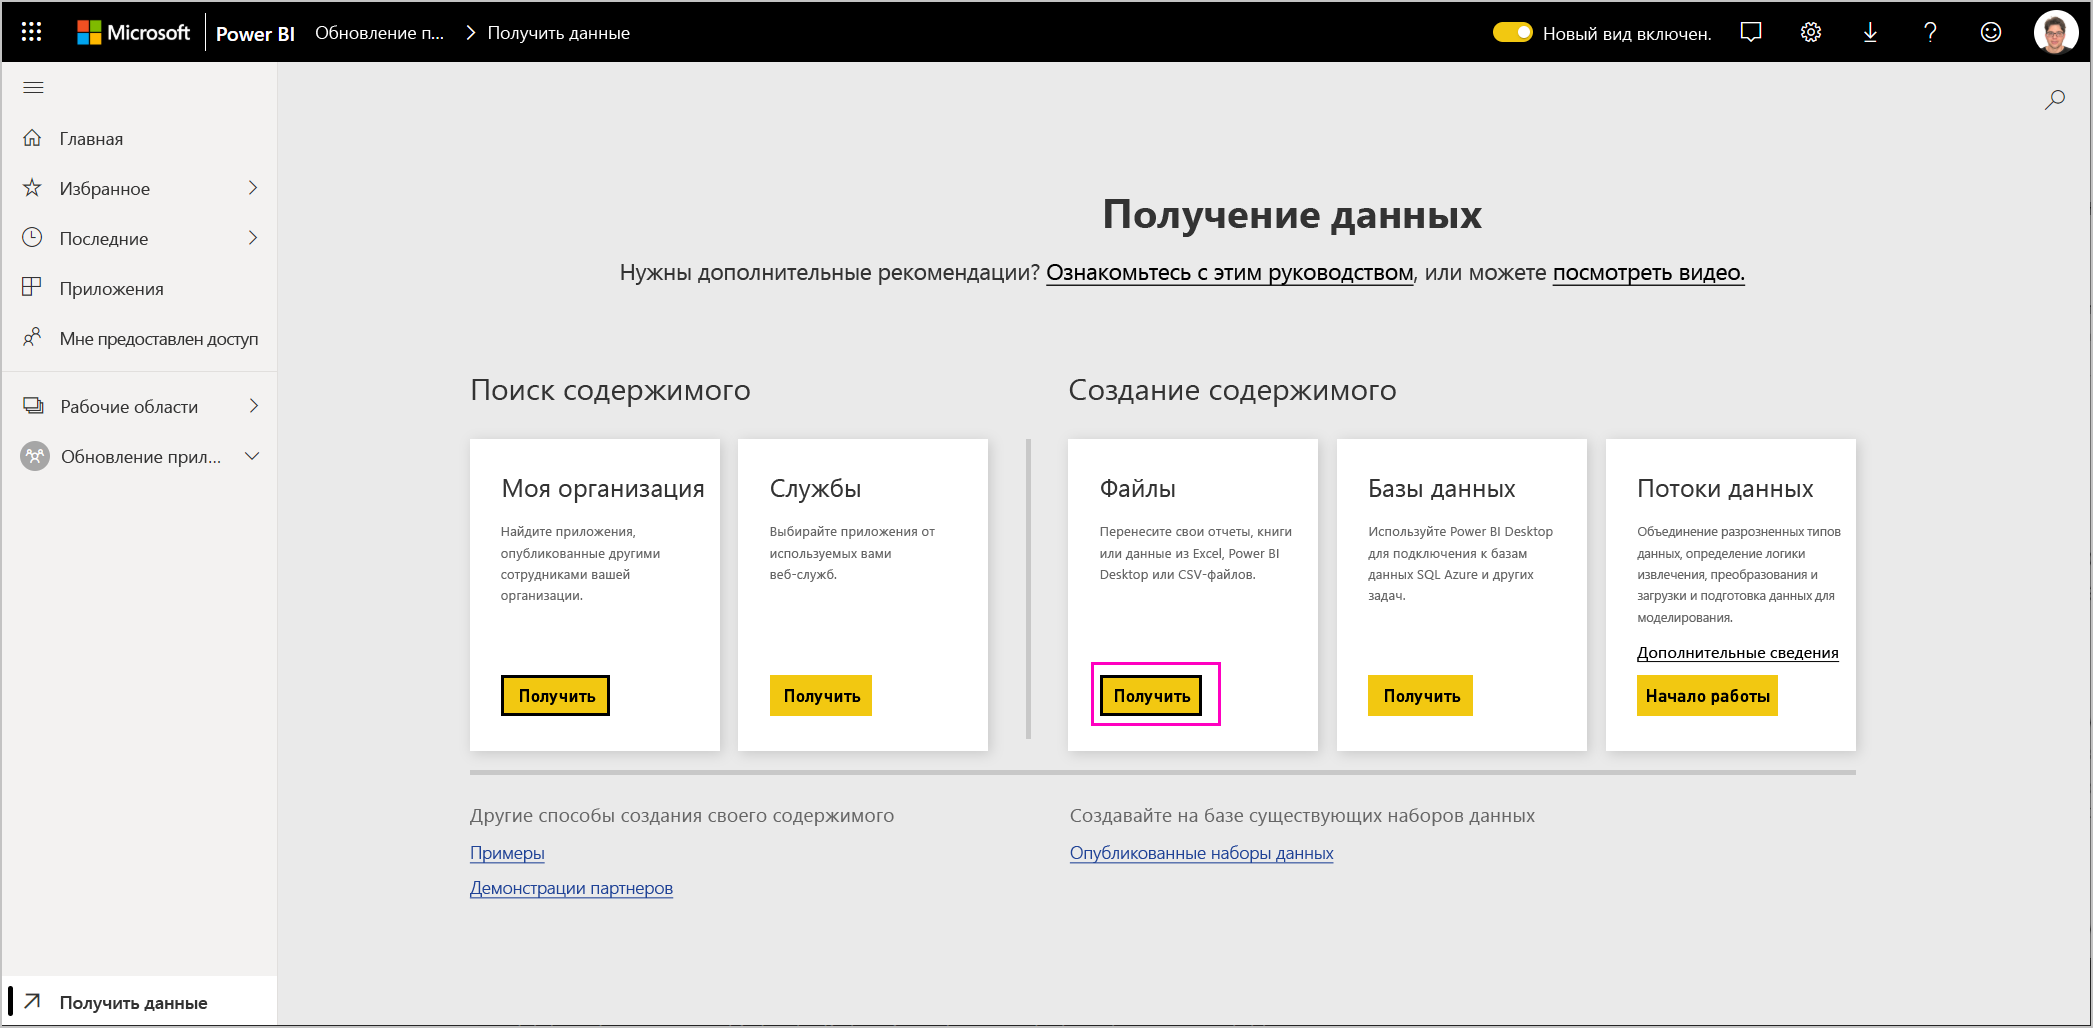 Microsoft Power BI Обновление п... Получить данные Новый вид включен.
Главная
Избранное
Последние
Приложения
Мне предоставлен доступ
Рабочие области
Обновление прил...
Получить данные
Получение данных
Нужны дополнительные рекомендации? Ознакомьтесь с этим руководством, или можете посмотреть видео.
Поиск содержимого
Моя организация
Найдите приложения,
опубликованные другими
сотрудниками вашей
организации.
Получить
Службы
Выбирайте приложения от
используемых вами
веб-служб.
Получить
Создание содержимого
Файлы
Перенесите свои отчеты, книги
или данные из Excel, Power BI
Desktop или CSV-файлов.
Получить
Базы данных
Используйте Power BI Desktop
для подключения к базам
данных SQL Azure и других
задач.
Получить
Потоки данных
Объединение разрозненных типов
данных, определение логики
извлечения, преобразования и
загрузки и подготовка данных для
моделирования.
Дополнительные сведения
Начало работы
Другие способы создания своего содержимого
Примеры
Демонстрации партнеров
Создавайте на базе существующих наборов данных
Опубликованные наборы данных